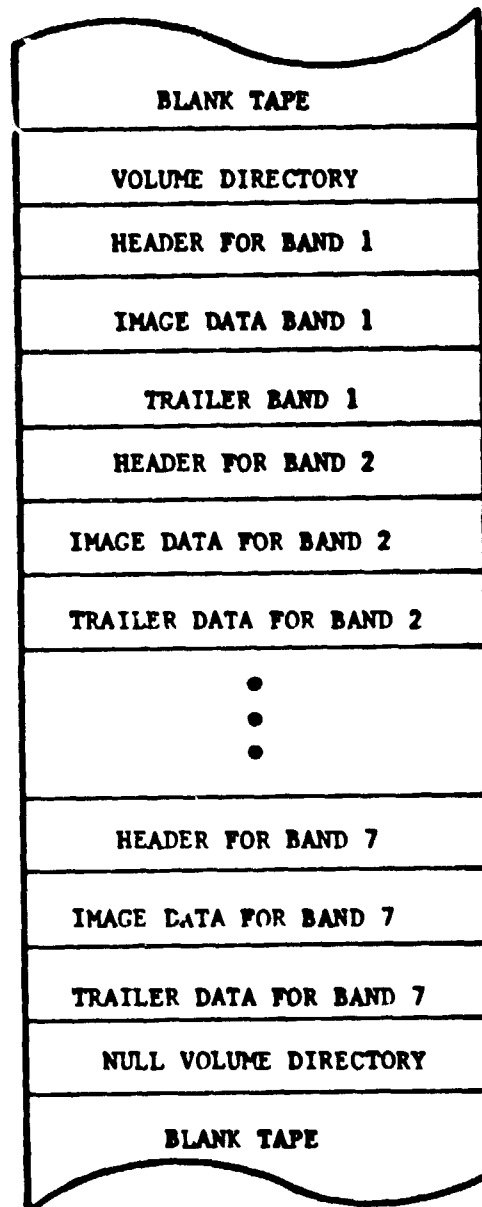 BLANK TAPE
VOLUME DIRECTORY
HEADER FOR BAND 1
IMAGE DATA BAND 1
TRAILER BAND 1
HEADER FOR BAND 2
IMAGE DATA FOR BAND 2
TRAILER DATA FOR BAND 2
HEADER FOR BAND 7
IMAGE DATA FOR BAND 7
TRAILER DATA FOR BAND 7
NULL VOLUME DIRECTORY
BLANK TAPE